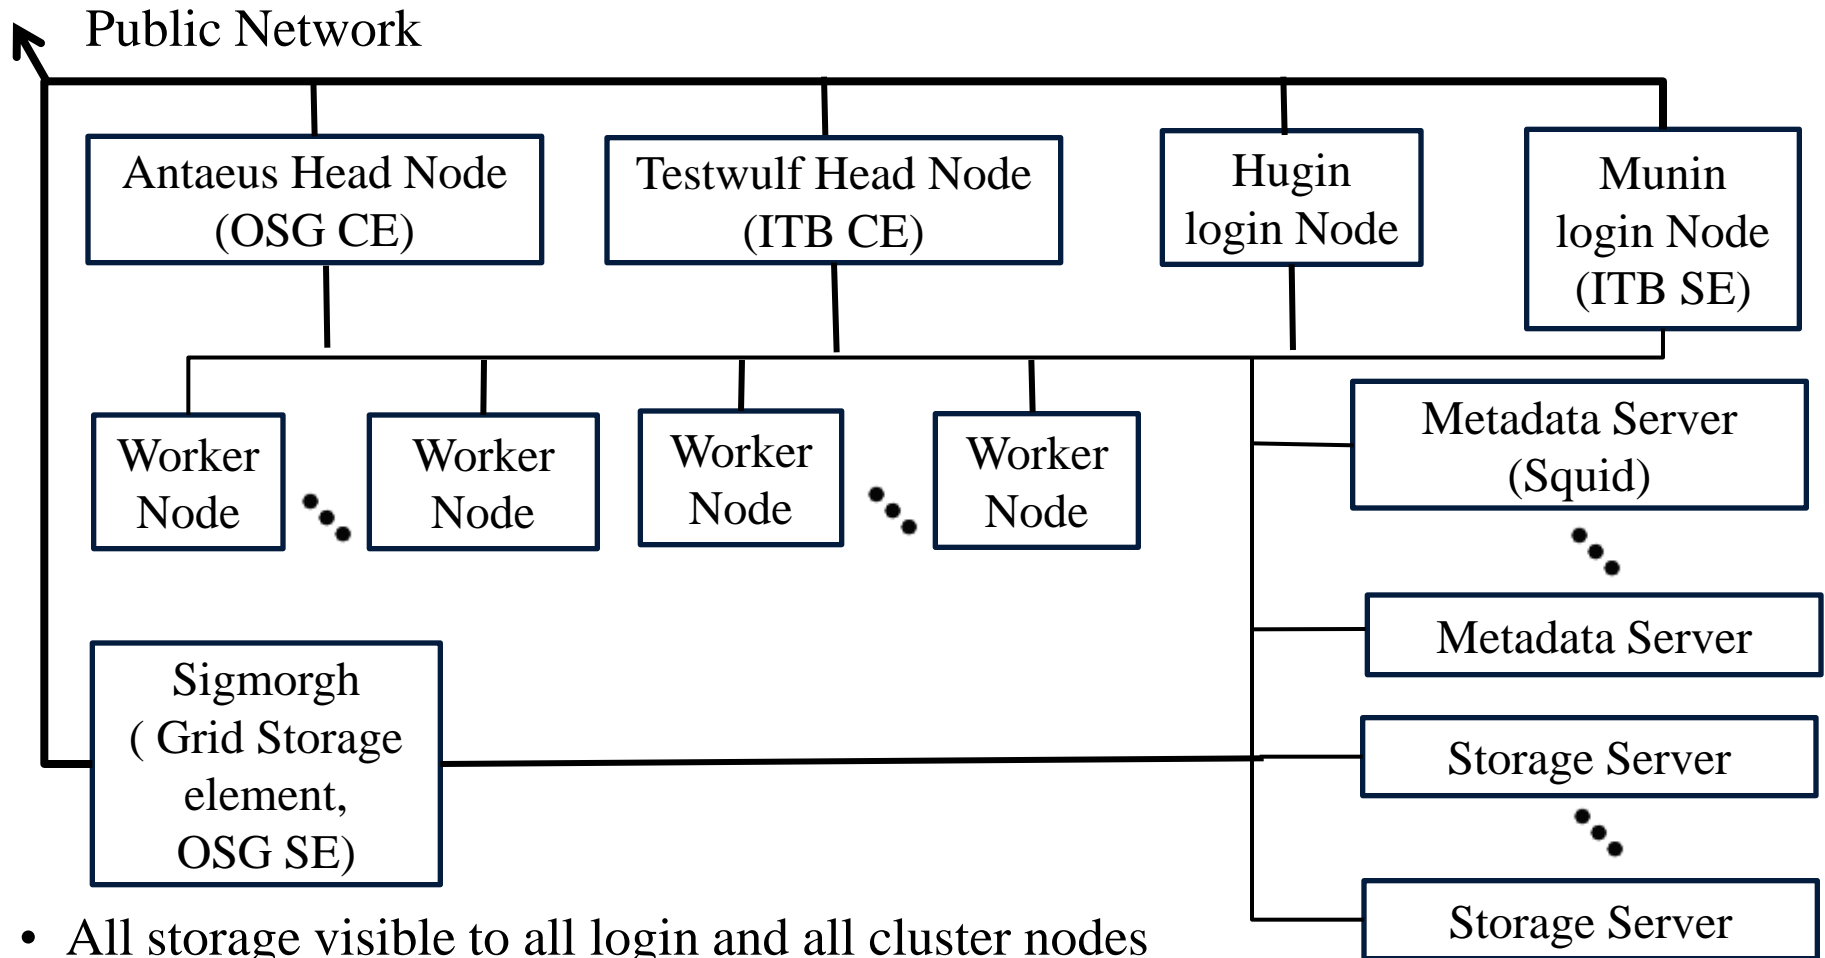 Public Network
Antaeus Head Node
(OSG CE)
Testwulf Head Node
(ITB CE)
Hugin
login Node
Munin
login Node
(ITB SE)
Worker
Node
Worker
Node
Worker
Node
Worker
Node
Metadata Server
(Squid)
Metadata Server
Sigmorgh
( Grid Storage
element,
OSG SE)
Storage Server
Storage Server
• All storage visible to all login and all cluster nodes